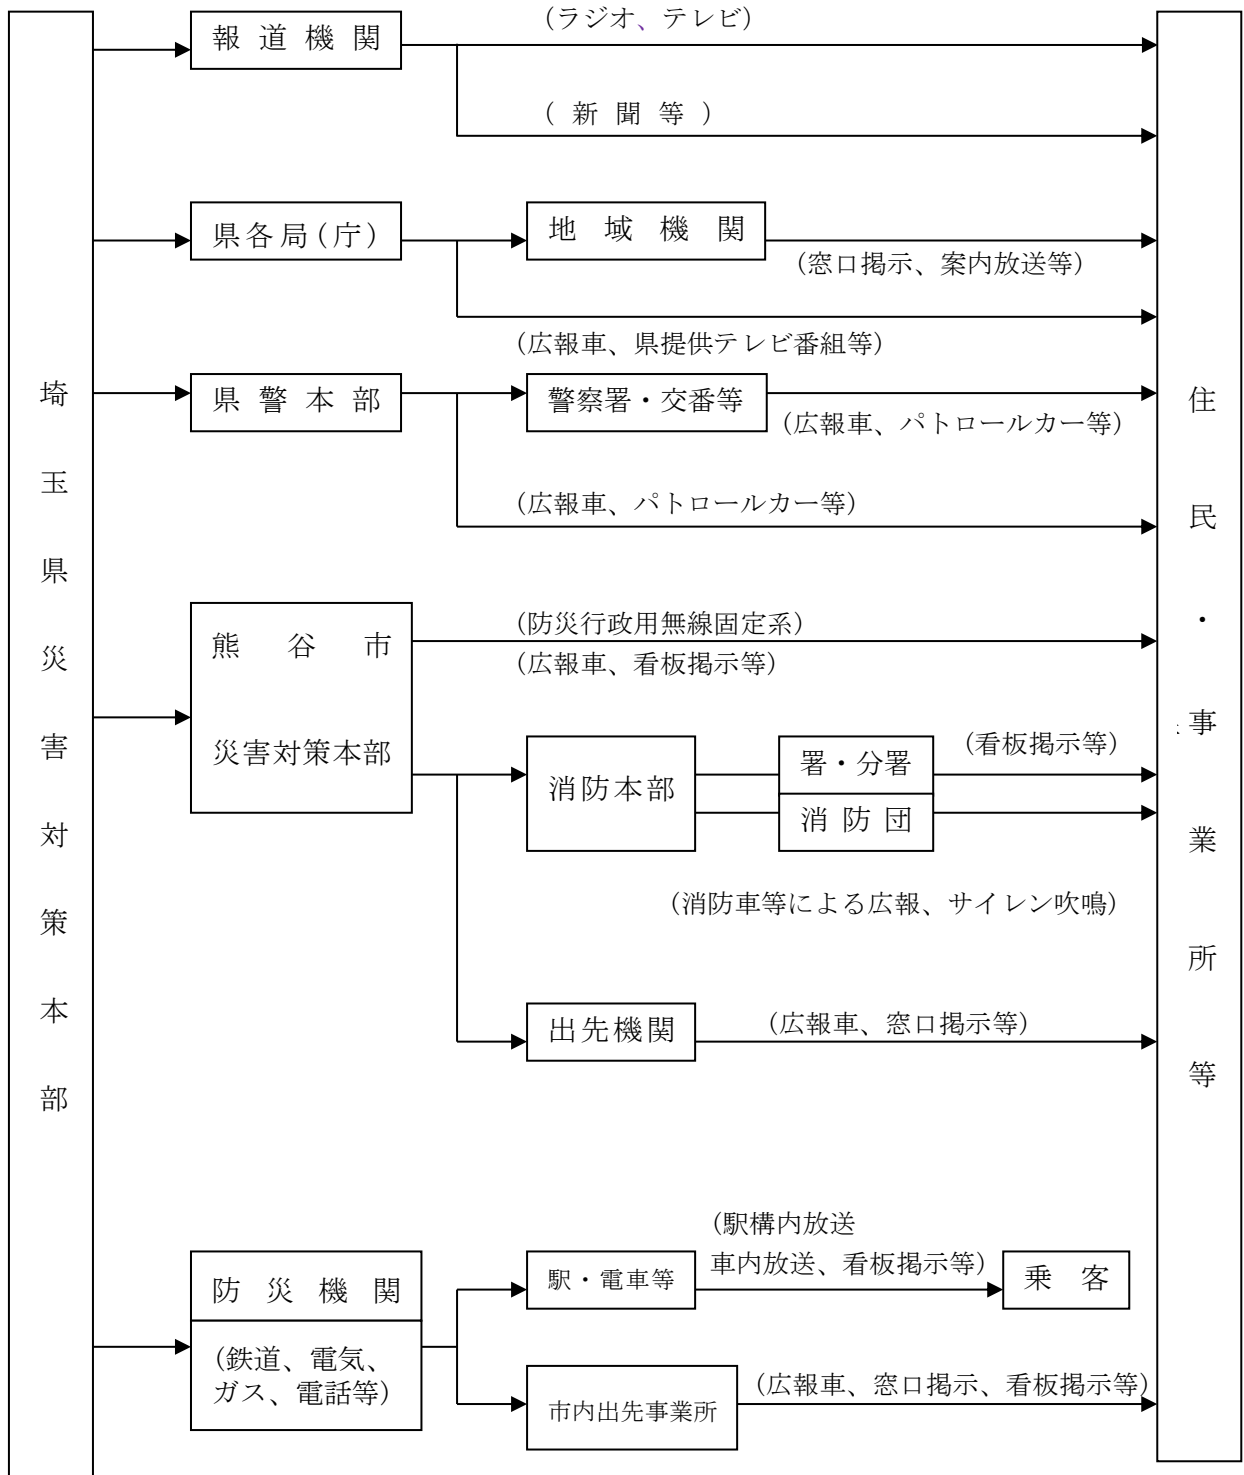 埼玉県災害対策本部
報道機関
(ラジオ、テレビ)
(新聞等)
県各局(庁)
地域機関
(窓口掲示、案内放送等)
(広報車、県提供テレビ番組等)
県警本部
警察署・交番等
(広報車、パトロールカー等)
(広報車、パトロールカー等)
熊谷市
災害対策本部
(防災行政用無線固定系)
(広報車、看板掲示等)
消防本部
署・分署
(看板掲示等)
消防団
(消防車等による広報、サイレン吹鳴)
出先機関
(広報車、窓口掲示等)
防災機関
(鉄道、電気、
ガス、電話等)
駅・電車等
(駅構内放送
車内放送、看板掲示等)
乗客
市内出先事業所
(広報車、窓口掲示、看板掲示等)
住民・事業所等